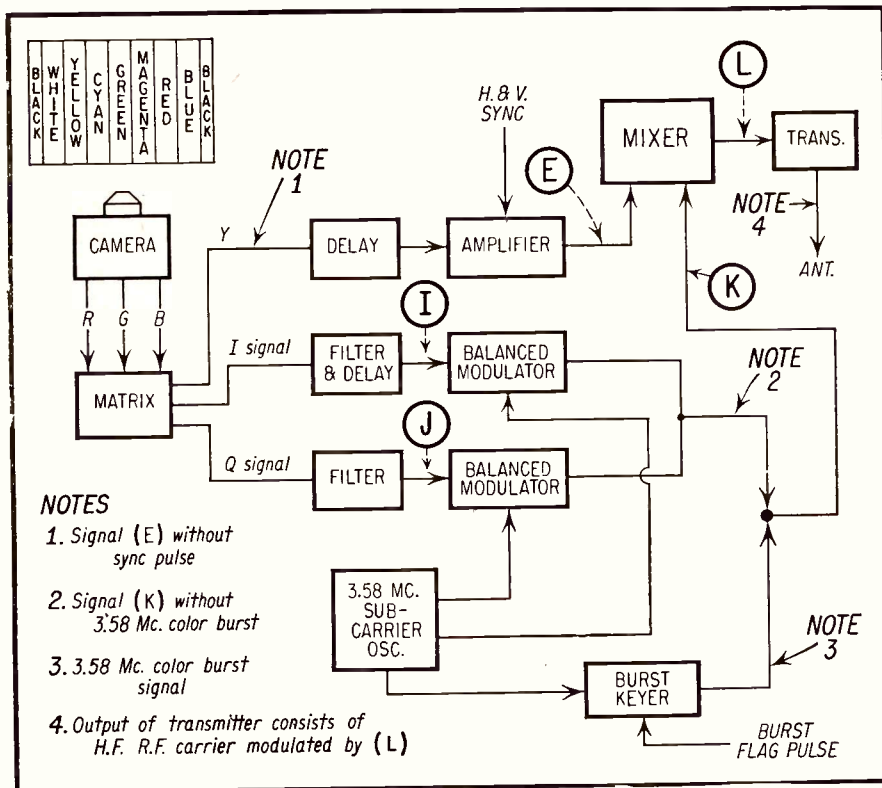 BLACK
WHITE
YELLOW
CYAN
GREEN
MAGENTA
RED
BLUE
BLACK
NOTE
1
H. & V.
SYNC
E
L
MIXER
TRANS.
NOTE
4
ANT.
K
CAMERA
Y
DELAY
AMPLIFIER
R G B
MATRIX
I signal
FILTER
& DELAY
I
BALANCED
MODULATOR
NOTE
2
Q signal
FILTER
J
BALANCED
MODULATOR
3.58 MC.
SUB-
CARRIER
OSC.
BURST
KEYER
NOTE
3
BURST
FLAG PULSE
NOTES
1. Signal (E) without
sync pulse
2. Signal (K) without
3.58 Mc. color burst
3. 3.58 Mc. color burst
signal
4. Output of transmitter consists of
H.F. R.F. carrier modulated by (L)